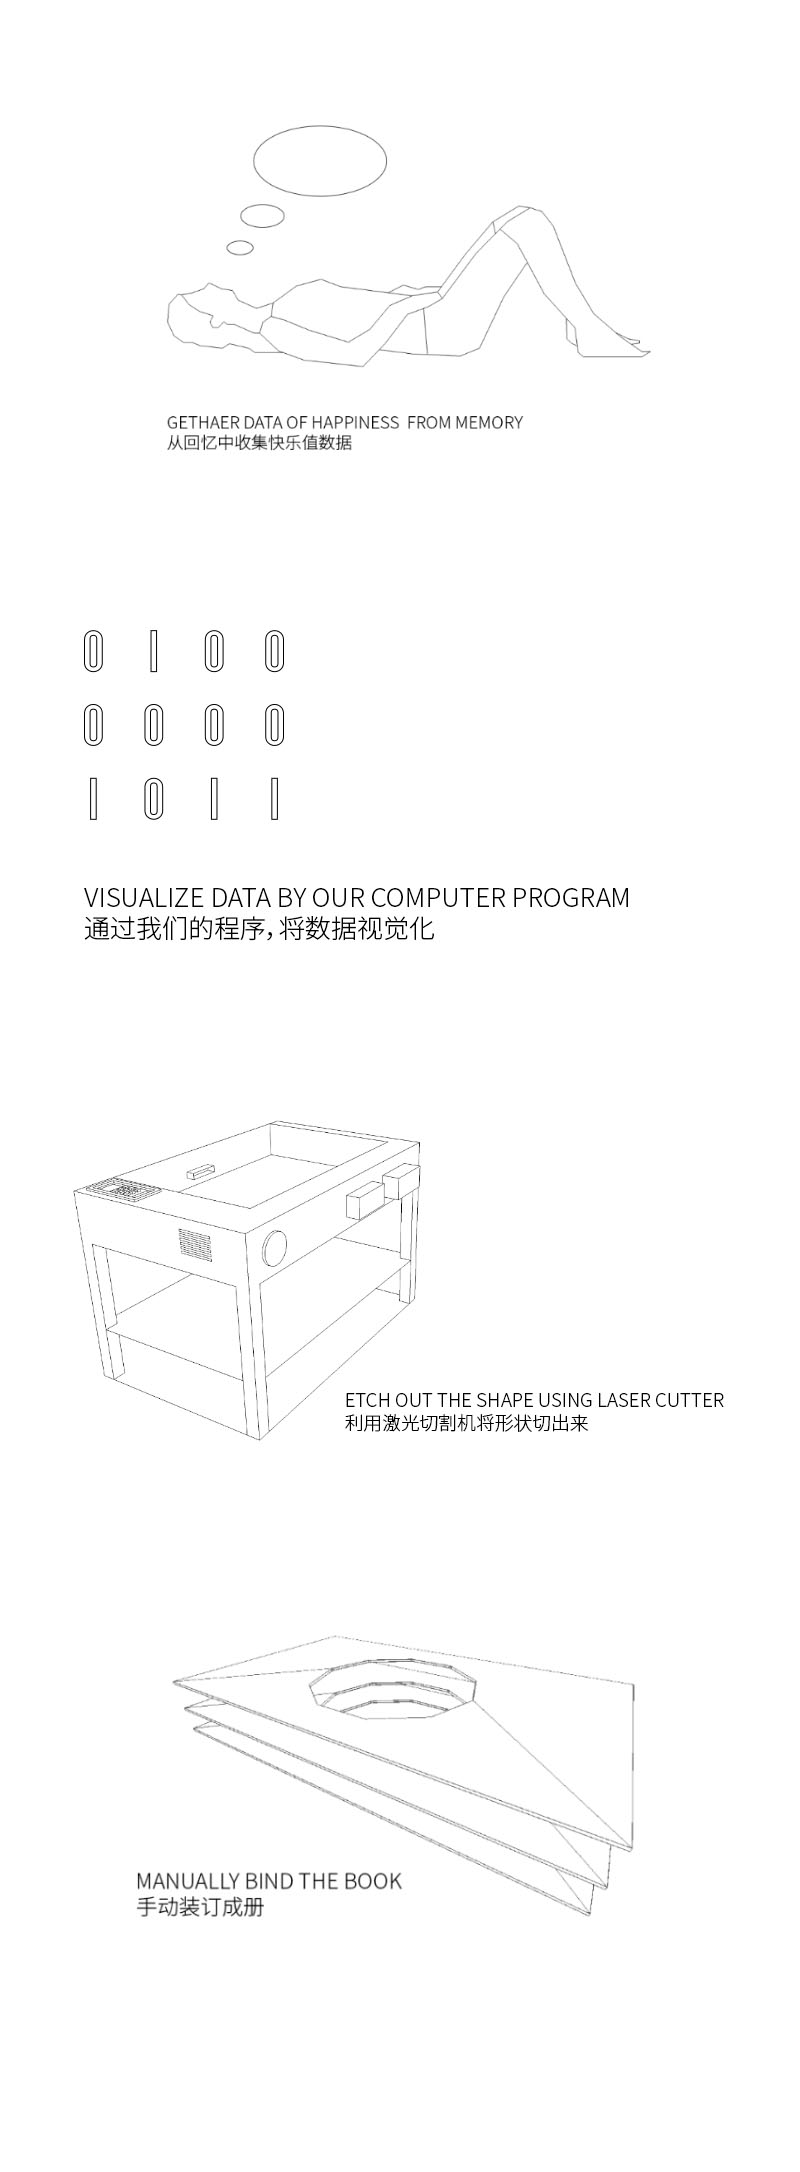 GETHAER DATA OF HAPPINESS FROM MEMORY
从回忆中收集快乐值数据
0 1 0 0
0 0 0 0
1 0 1 1
VISUALIZE DATA BY OUR COMPUTER PROGRAM
通过我们的程序，将数据视觉化
ETCH OUT THE SHAPE USING LASER CUTTER
利用激光切割机将形状切出来
MANUALLY BIND THE BOOK
手动装订成册